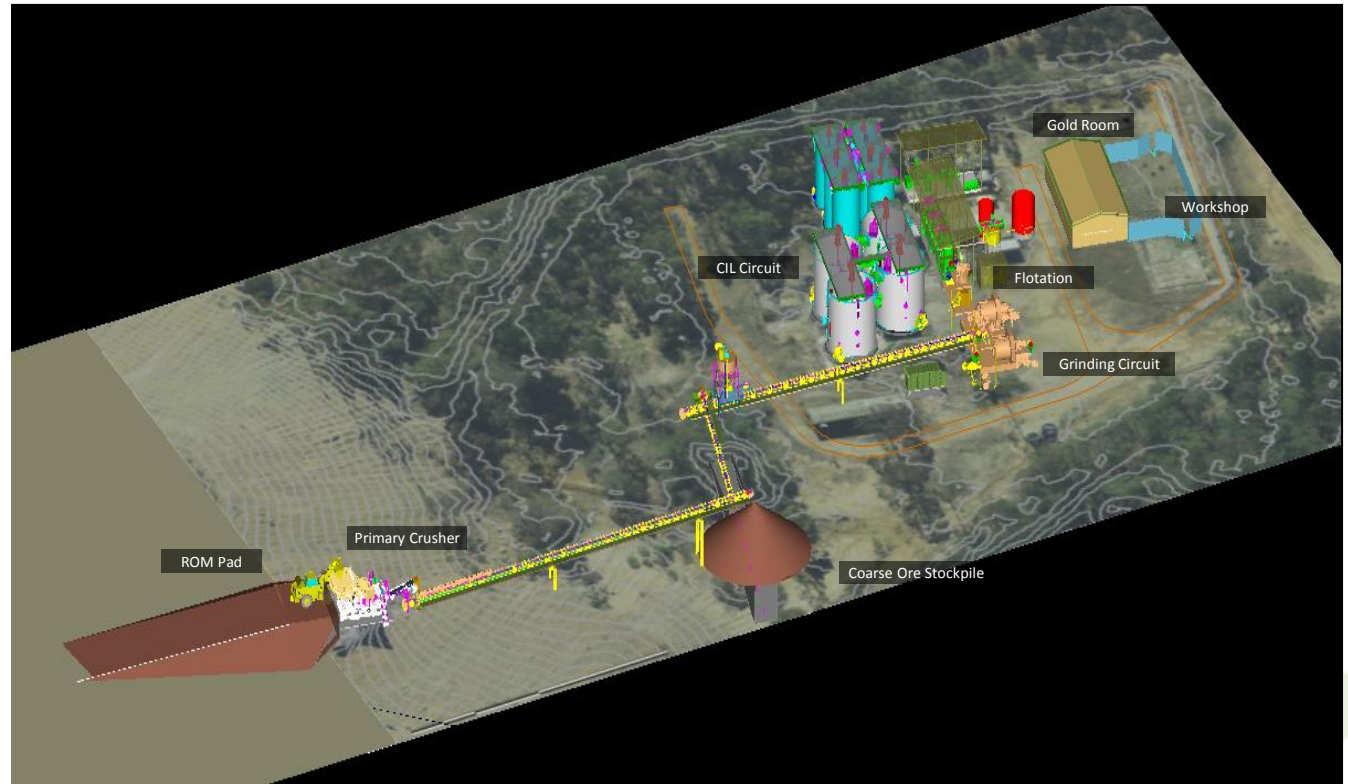 Gold Room
Workshop
CIL Circuit
Flotation
Grinding Circuit
Primary Crusher
ROM Pad
Coarse Ore Stockpile